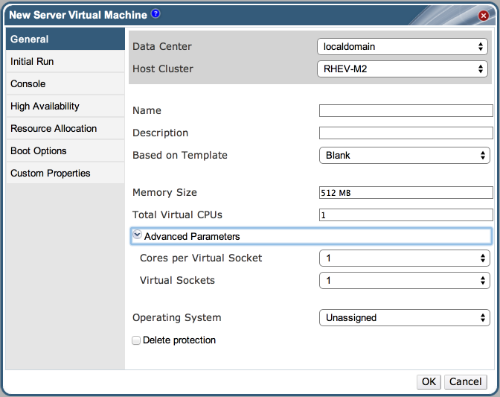 New Server Virtual Machine ?
General
Initial Run
Console
High Availability
Resource Allocation
Boot Options
Custom Properties
Data Center localdomain
Host Cluster RHEV-M2
Name
Description
Based on Template Blank
Memory Size 512 MB
Total Virtual CPUs 1
Advanced Parameters
Cores per Virtual Socket 1
Virtual Sockets 1
Operating System Unassigned
Delete protection
OK Cancel